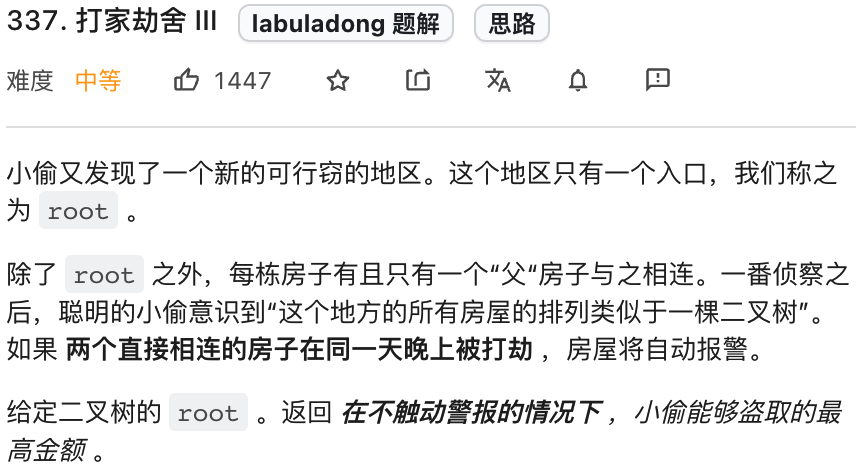 337. 打家劫舍 III labuladong 题解 思路
难度 中等 1447
小偷又发现了一个新的可行窃的地区。这个地区只有一个入口，我们称之
为 root 。
除了 root 之外，每栋房子有且只有一个“父“房子与之相连。一番侦察之
后，聪明的小偷意识到“这个地方的所有房屋的排列类似于一棵二叉树”。
如果 两个直接相连的房子在同一天晚上被打劫 ，房屋将自动报警。
给定二叉树的 root 。返回 在不触动警报的情况下 ，小偷能够盗取的最
高金额 。